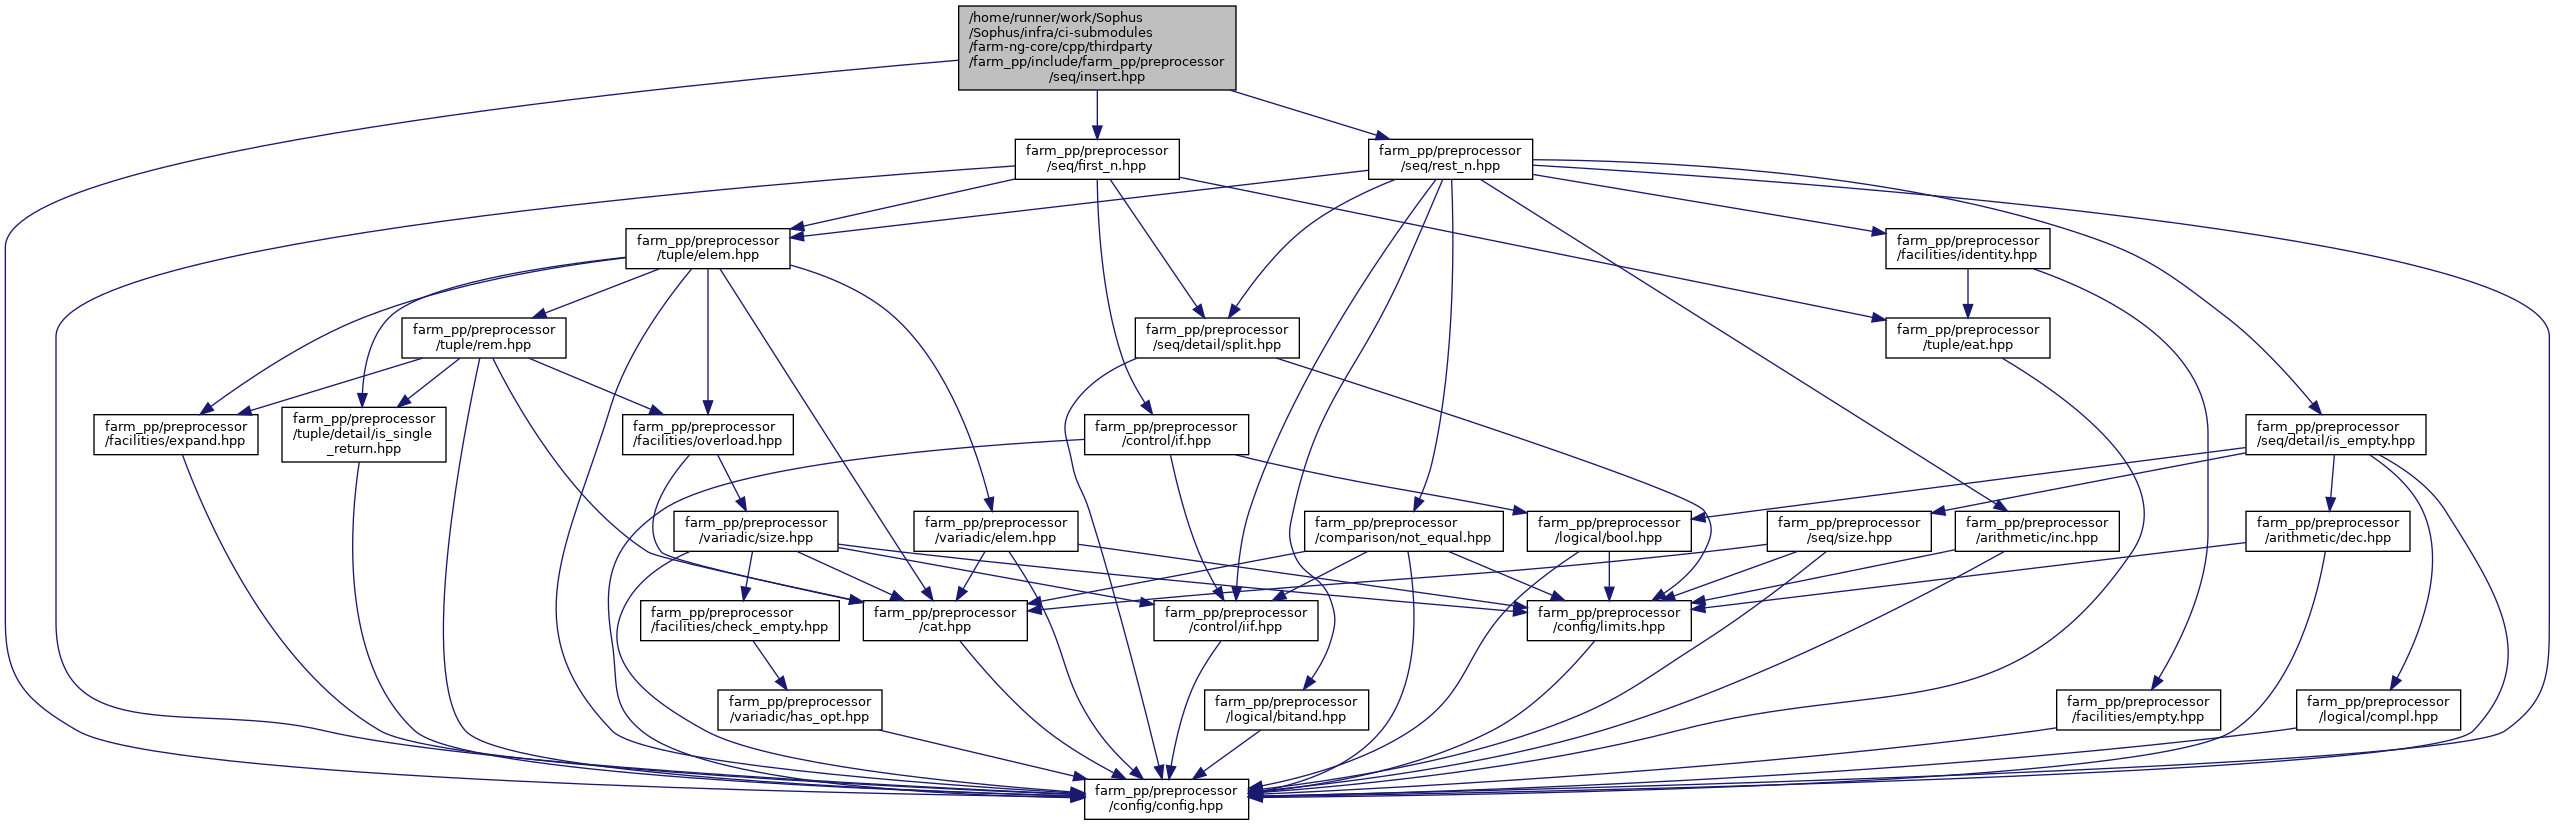 /home/runner/work/Sophus
/Sophus/infra/ci-submodules
/farm-ng-core/cpp/thirdparty
/farm_pp/include/farm_pp/preprocessor
/seq/insert.hpp
farm_pp/preprocessor
/seq/first_n.hpp
farm_pp/preprocessor
/seq/rest_n.hpp
farm_pp/preprocessor
/tuple/elem.hpp
farm_pp/preprocessor
/facilities/identity.hpp
farm_pp/preprocessor
/tuple/rem.hpp
farm_pp/preprocessor
/seq/detail/split.hpp
farm_pp/preprocessor
/tuple/eat.hpp
farm_pp/preprocessor
/facilities/expand.hpp
farm_pp/preprocessor
/tuple/detail/is_single
_return.hpp
farm_pp/preprocessor
/facilities/overload.hpp
farm_pp/preprocessor
/control/if.hpp
farm_pp/preprocessor
/seq/detail/is_empty.hpp
farm_pp/preprocessor
/variadic/size.hpp
farm_pp/preprocessor
/variadic/elem.hpp
farm_pp/preprocessor
/comparison/not_equal.hpp
farm_pp/preprocessor
/logical/bool.hpp
farm_pp/preprocessor
/seq/size.hpp
farm_pp/preprocessor
/arithmetic/inc.hpp
farm_pp/preprocessor
/arithmetic/dec.hpp
farm_pp/preprocessor
/facilities/check_empty.hpp
farm_pp/preprocessor
/cat.hpp
farm_pp/preprocessor
/control/iif.hpp
farm_pp/preprocessor
/config/limits.hpp
farm_pp/preprocessor
/variadic/has_opt.hpp
farm_pp/preprocessor
/logical/bitand.hpp
farm_pp/preprocessor
/facilities/empty.hpp
farm_pp/preprocessor
/logical/compl.hpp
farm_pp/preprocessor
/config/config.hpp